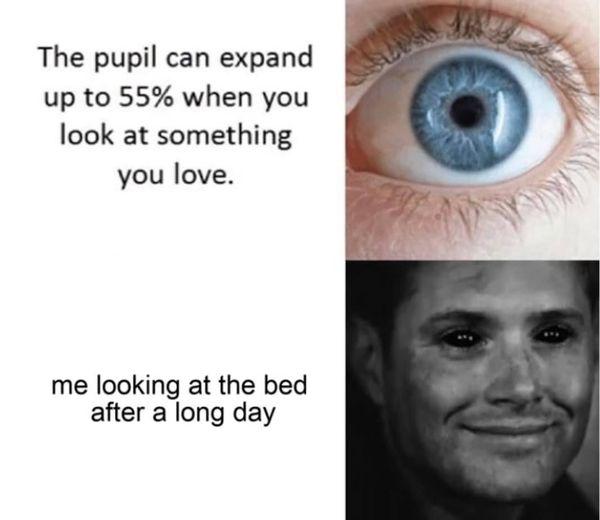 The pupil can expand
up to 55% when you
look at something
you love.
me looking at the bed
after a long day